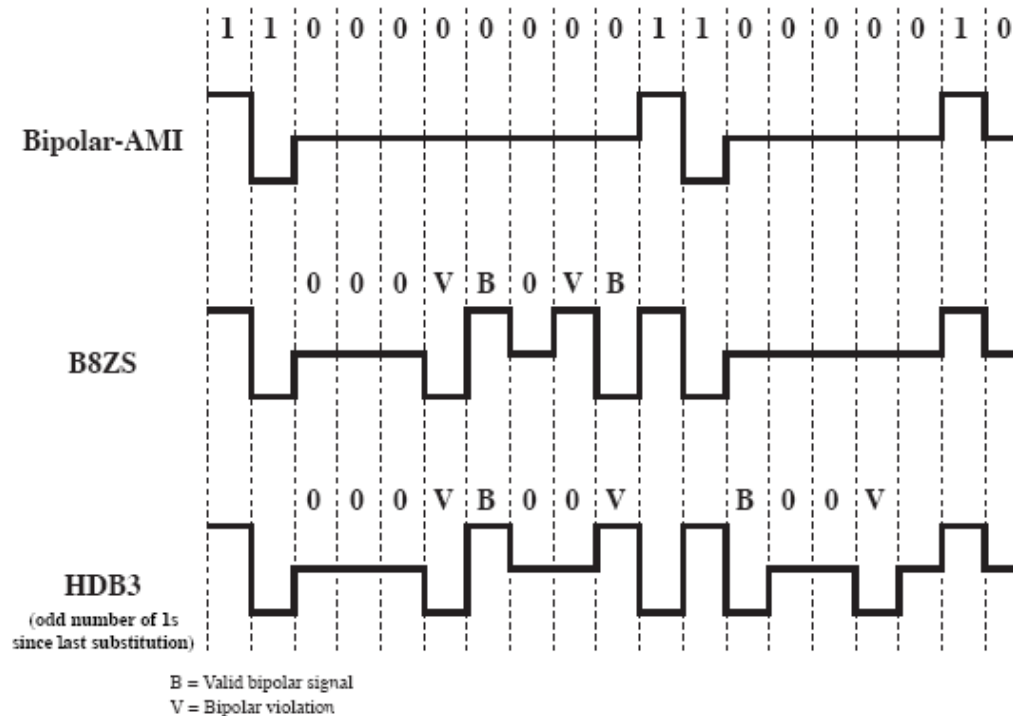 1 1 0 0 0 0 0 0 0 0 1 1 0 0 0 0 0 1 0
Bipolar-AMI
0 0 0 V B 0 V B
B8ZS
0 0 0 V B 0 0 V B 0 0 V
HDB3
(odd number of 1s
since last substitution)
B = Valid bipolar signal
V = Bipolar violation